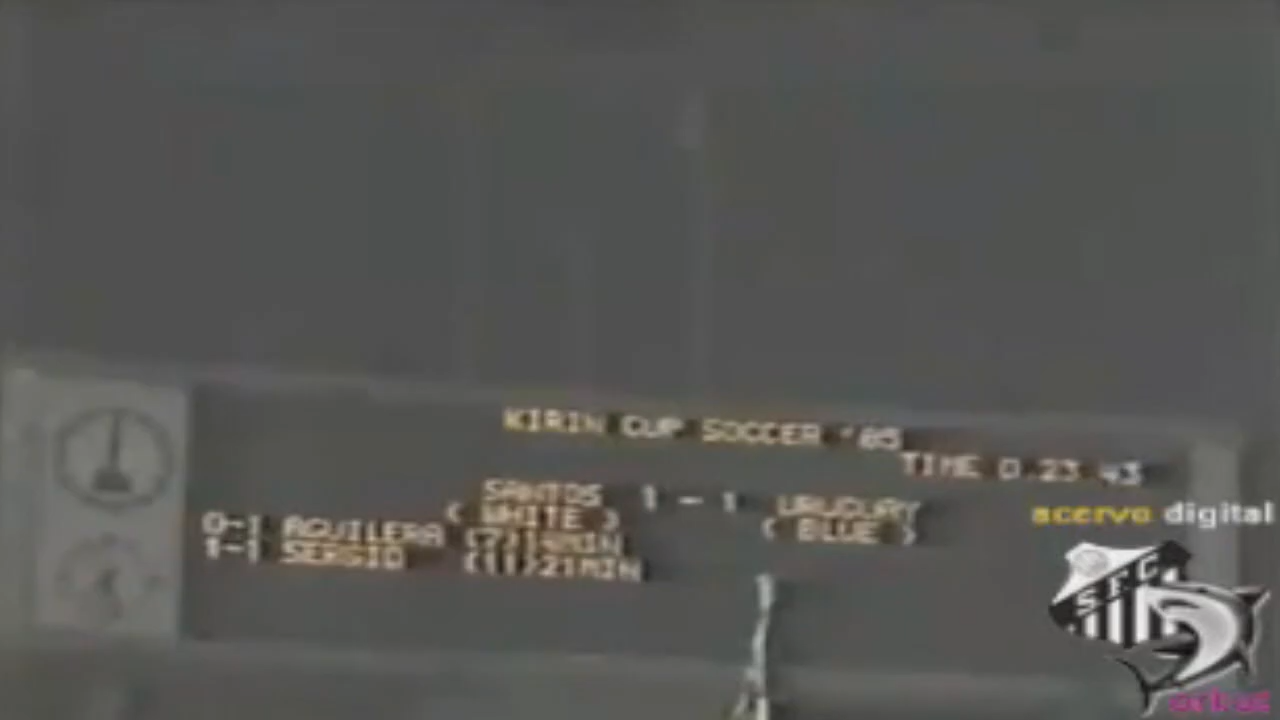 KIRIN CUP SOCCER '85
TIME 0.23 43
SANTOS 1 - 1 URUGUAY
( WHITE ) ( BLUE )
0-1 AGUILERA (7)14MIN
1-1 SERGIO (11)21MIN
acervo digital
SFC